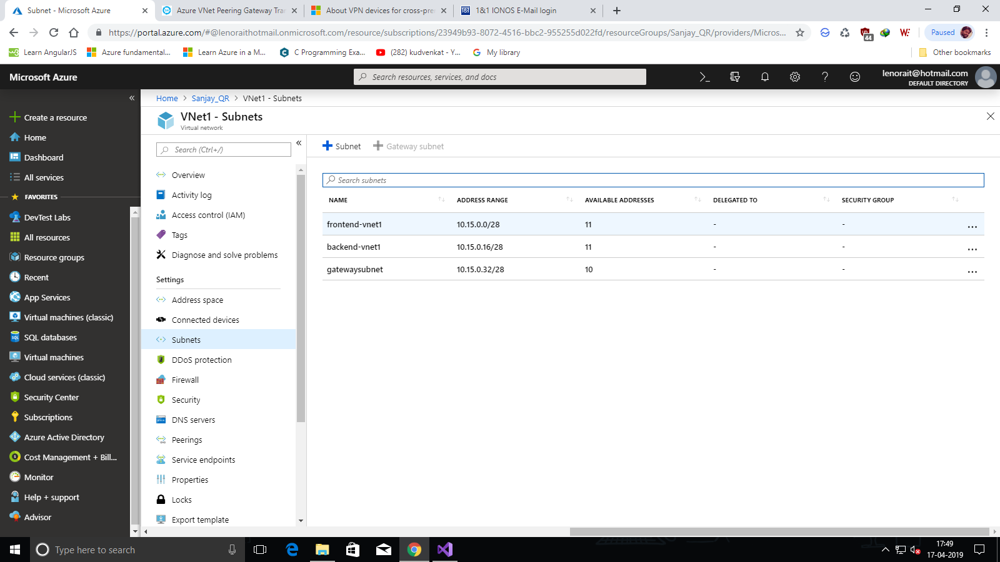 Subnet - Microsoft Azure
Azure VNet Peering Gateway Tran
About VPN devices for cross-prem
1&1 IONOS E-Mail login
https://portal.azure.com/#@lenoraithotmail.onmicrosoft.com/resource/subscriptions/23949b93-8072-4516-bbc2-955255d022fd/resourceGroups/Sanjay_QR/providers/Micros...
44
Paused
Learn AngularJS
Azure fundamental...
Learn Azure in a M...
C Programming Exa...
(282) kudvenkat - Y...
My library
Other bookmarks
Microsoft Azure
Search resources, services, and docs
lenorait@hotmail.com
DEFAULT DIRECTORY
Create a resource
Home
Dashboard
All services
FAVORITES
DevTest Labs
All resources
Resource groups
Recent
App Services
Virtual machines (classic)
SQL databases
Virtual machines
Cloud services (classic)
Security Center
Subscriptions
Azure Active Directory
Cost Management + Bill...
Monitor
Help + support
Advisor
Home > Sanjay_QR > VNet1 - Subnets
VNet1 - Subnets
Virtual network
Search (Ctrl+/)
Overview
Activity log
Access control (IAM)
Tags
Diagnose and solve problems
Settings
Address space
Connected devices
Subnets
DDoS protection
Firewall
Security
DNS servers
Peerings
Service endpoints
Properties
Locks
Export template
Subnet
Gateway subnet
Search subnets
NAME ADDRESS RANGE AVAILABLE ADDRESSES DELEGATED TO SECURITY GROUP
frontend-vnet1 10.15.0.0/28 11 - -
backend-vnet1 10.15.0.16/28 11 - -
gatewaysubnet 10.15.0.32/28 10 - -
Type here to search
17:49
17-04-2019